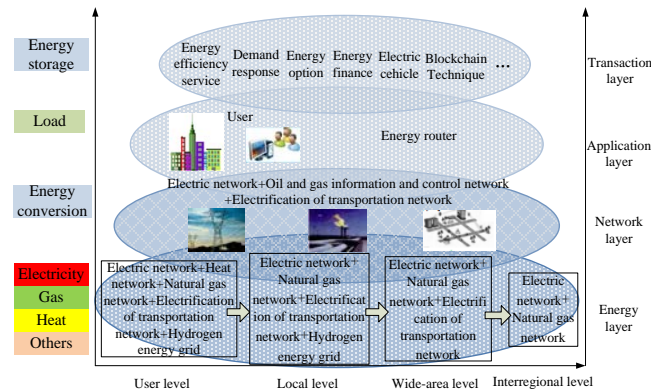 Energy
storage
Load
Energy
conversion
Electricity
Gas
Heat
Others
Energy
efficiency
service
Demand
response
Energy
option
Energy
finance
Electric
cehicle
Blockchain
Technique
...
User
Energy router
Electric network+Oil and gas information and control network
+Electrification of transportation network
Electric network+Heat
network+Natural gas
network+Electrification
of transportation
network+Hydrogen
energy grid
Electric network+
Natural gas
network+Electrificat
ion of transportation
network+Hydrogen
energy grid
Electric network+
Natural gas
network+Electrifi
cation of
transportation
network
Electric
network+
Natural gas
network
Transaction
layer
Application
layer
Network
layer
Energy
layer
User level
Local level
Wide-area level
Interregional level